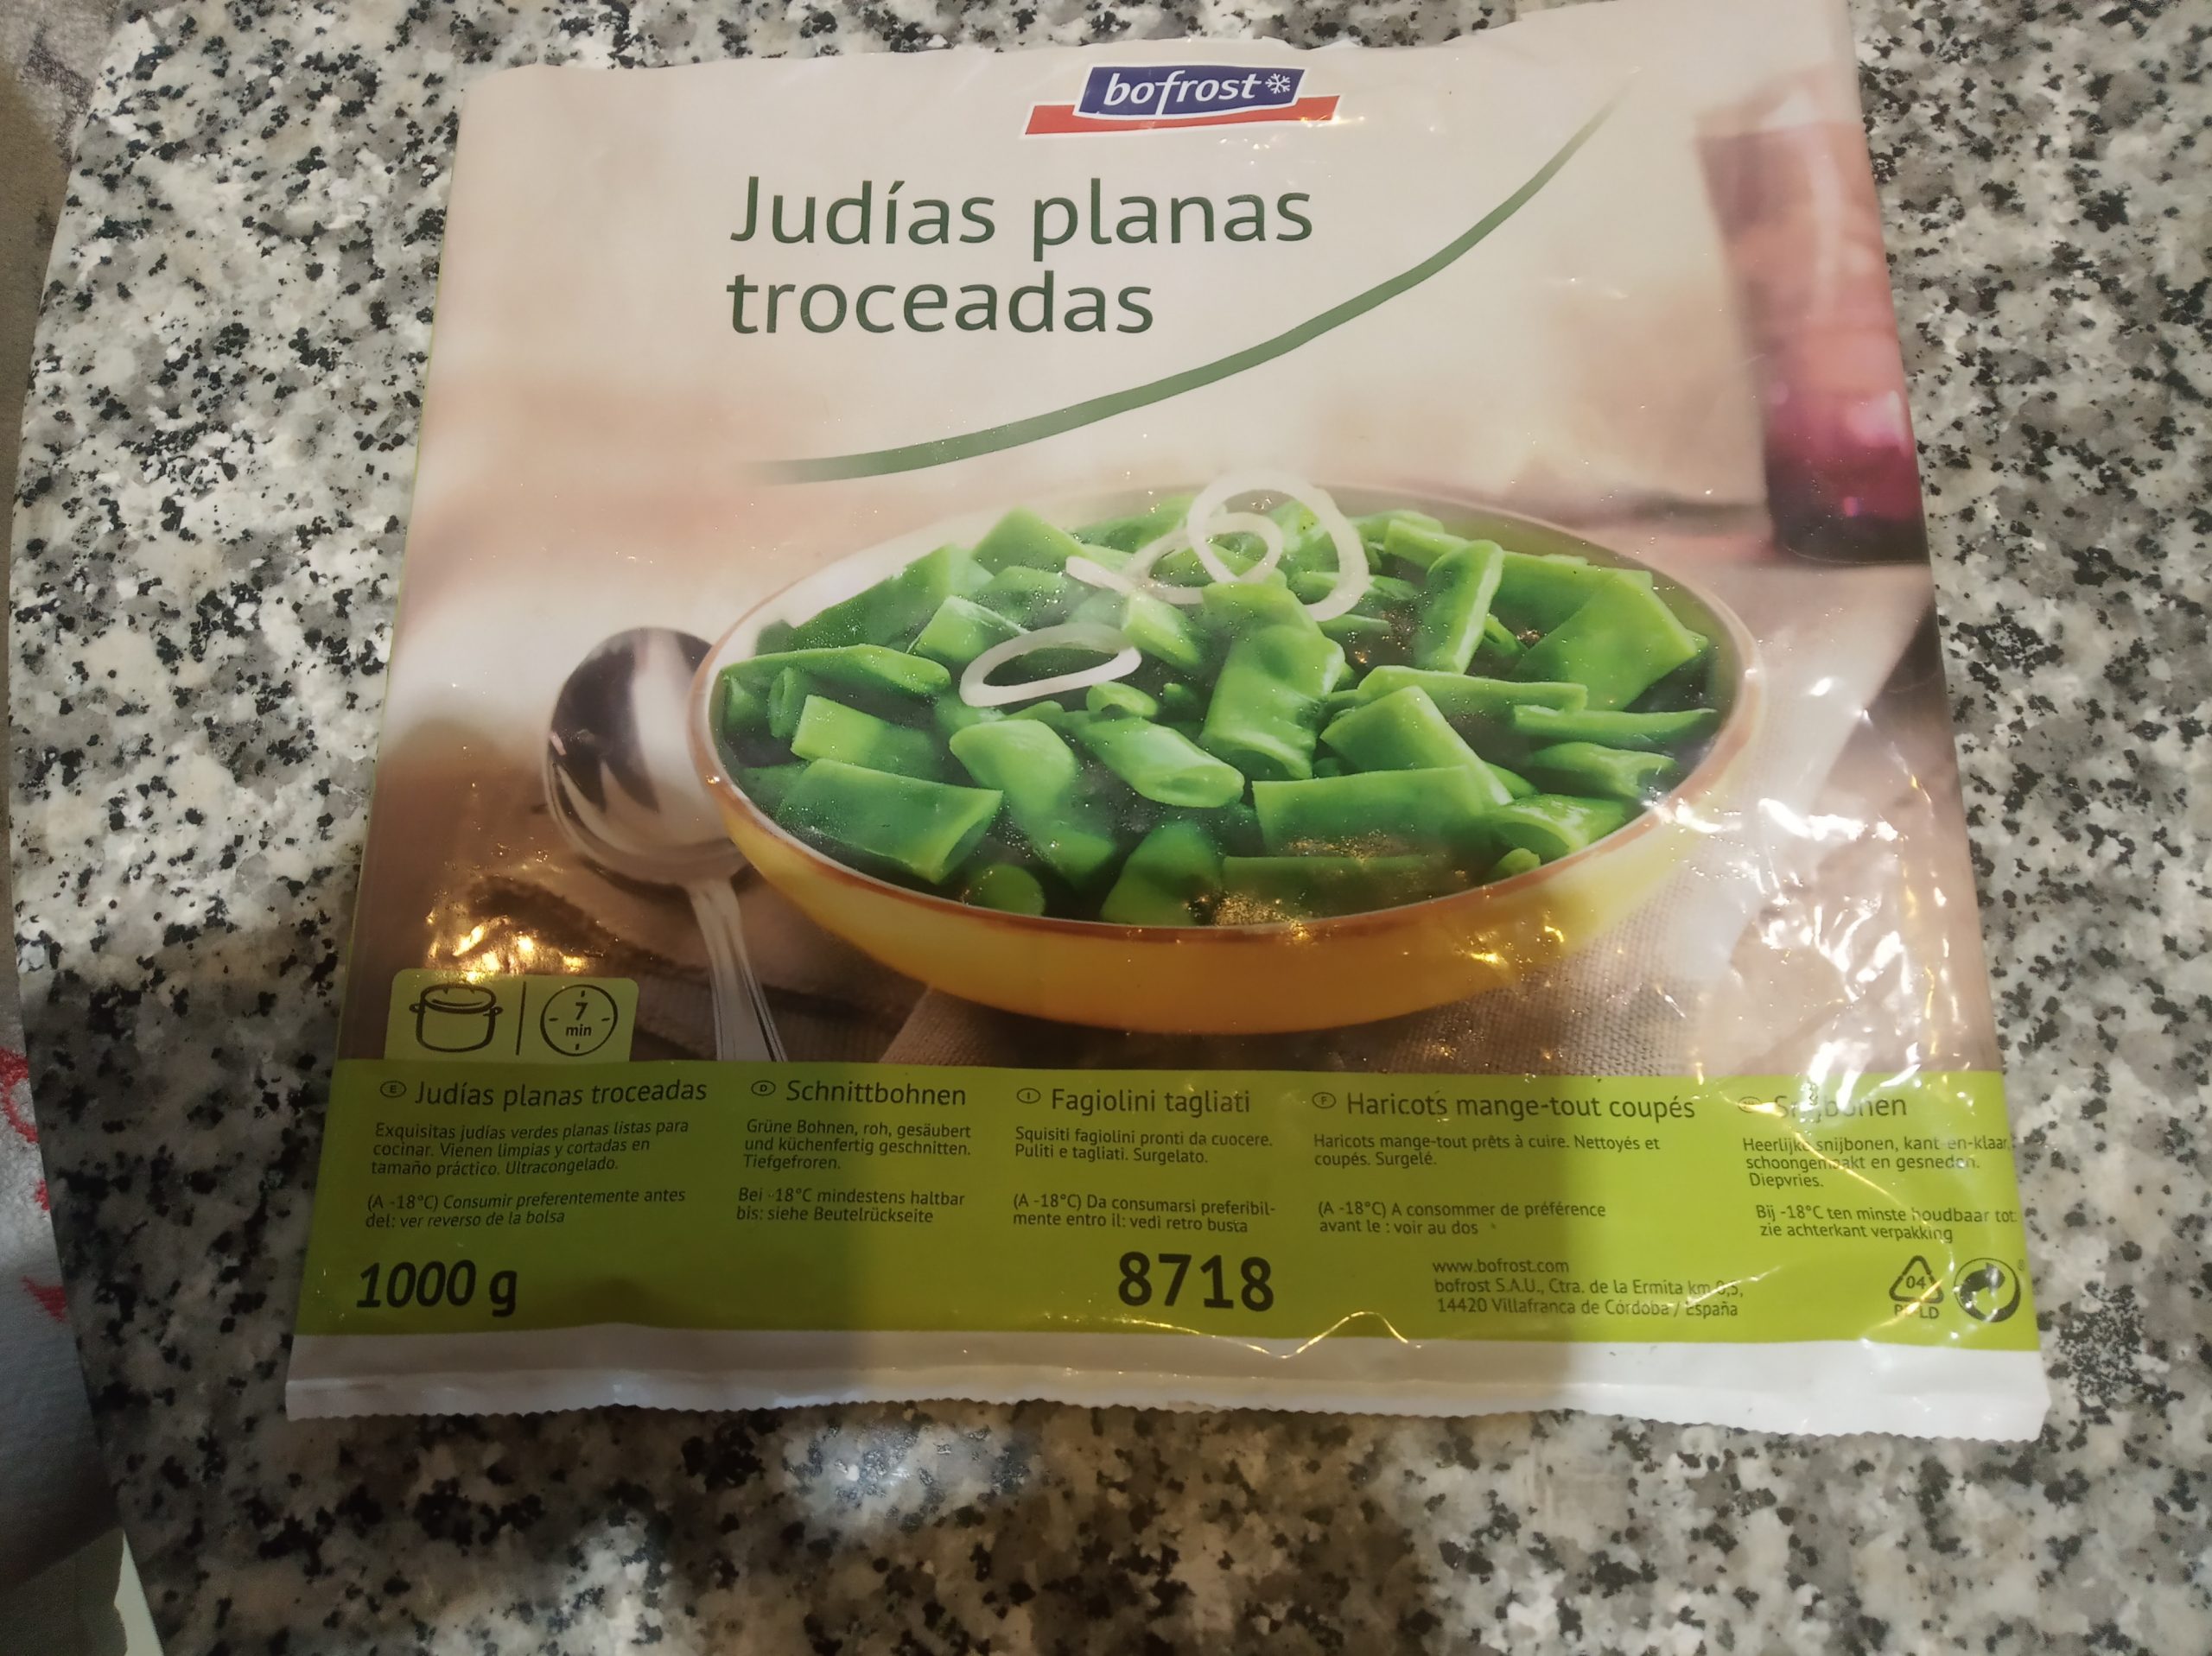 bofrost
Judías planas
troceadas
7
min
E Judías planas troceadas
Exquisitas judías verdes planas listas para
cocinar. Vienen limpias y cortadas en
tamaño práctico. Ultracongelado.
(A -18°C) Consumir preferentemente antes
del: ver reverso de la bolsa
1000 g
D Schnittbohnen
Grüne Bohnen, roh, gesäubert
und küchenfertig geschnitten.
Tiefgefroren.
Bei -18°C mindestens haltbar
bis: siehe Beutelrückseite
I Fagiolini tagliati
Squisiti fagiolini pronti da cuocere.
Puliti e tagliati. Surgelato.
(A -18°C) Da consumarsi preferibil-
mente entro il: vedi retro busta
8718
F Haricots mange-tout coupés
Haricots mange-tout prêts à cuire. Nettoyés et
coupés. Surgelé.
(A -18°C) A consommer de préférence
avant le : voir au dos
www.bofrost.com
bofrost S.A.U., Ctra. de la Ermita km 0,5,
14420 Villafranca de Córdoba / España
Heerlijke snijbonen, kant-en-klaar,
schoongemaakt en gesneden.
Diepvries.
Bij -18°C ten minste houdbaar tot:
zie achterkant verpakking
04